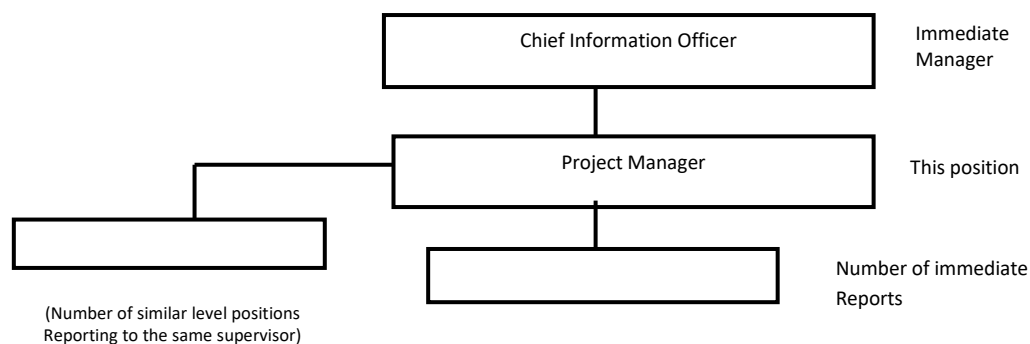 Chief Information Officer
Immediate
Manager
Project Manager
This position
Number of immediate
Reports
(Number of similar level positions
Reporting to the same supervisor)